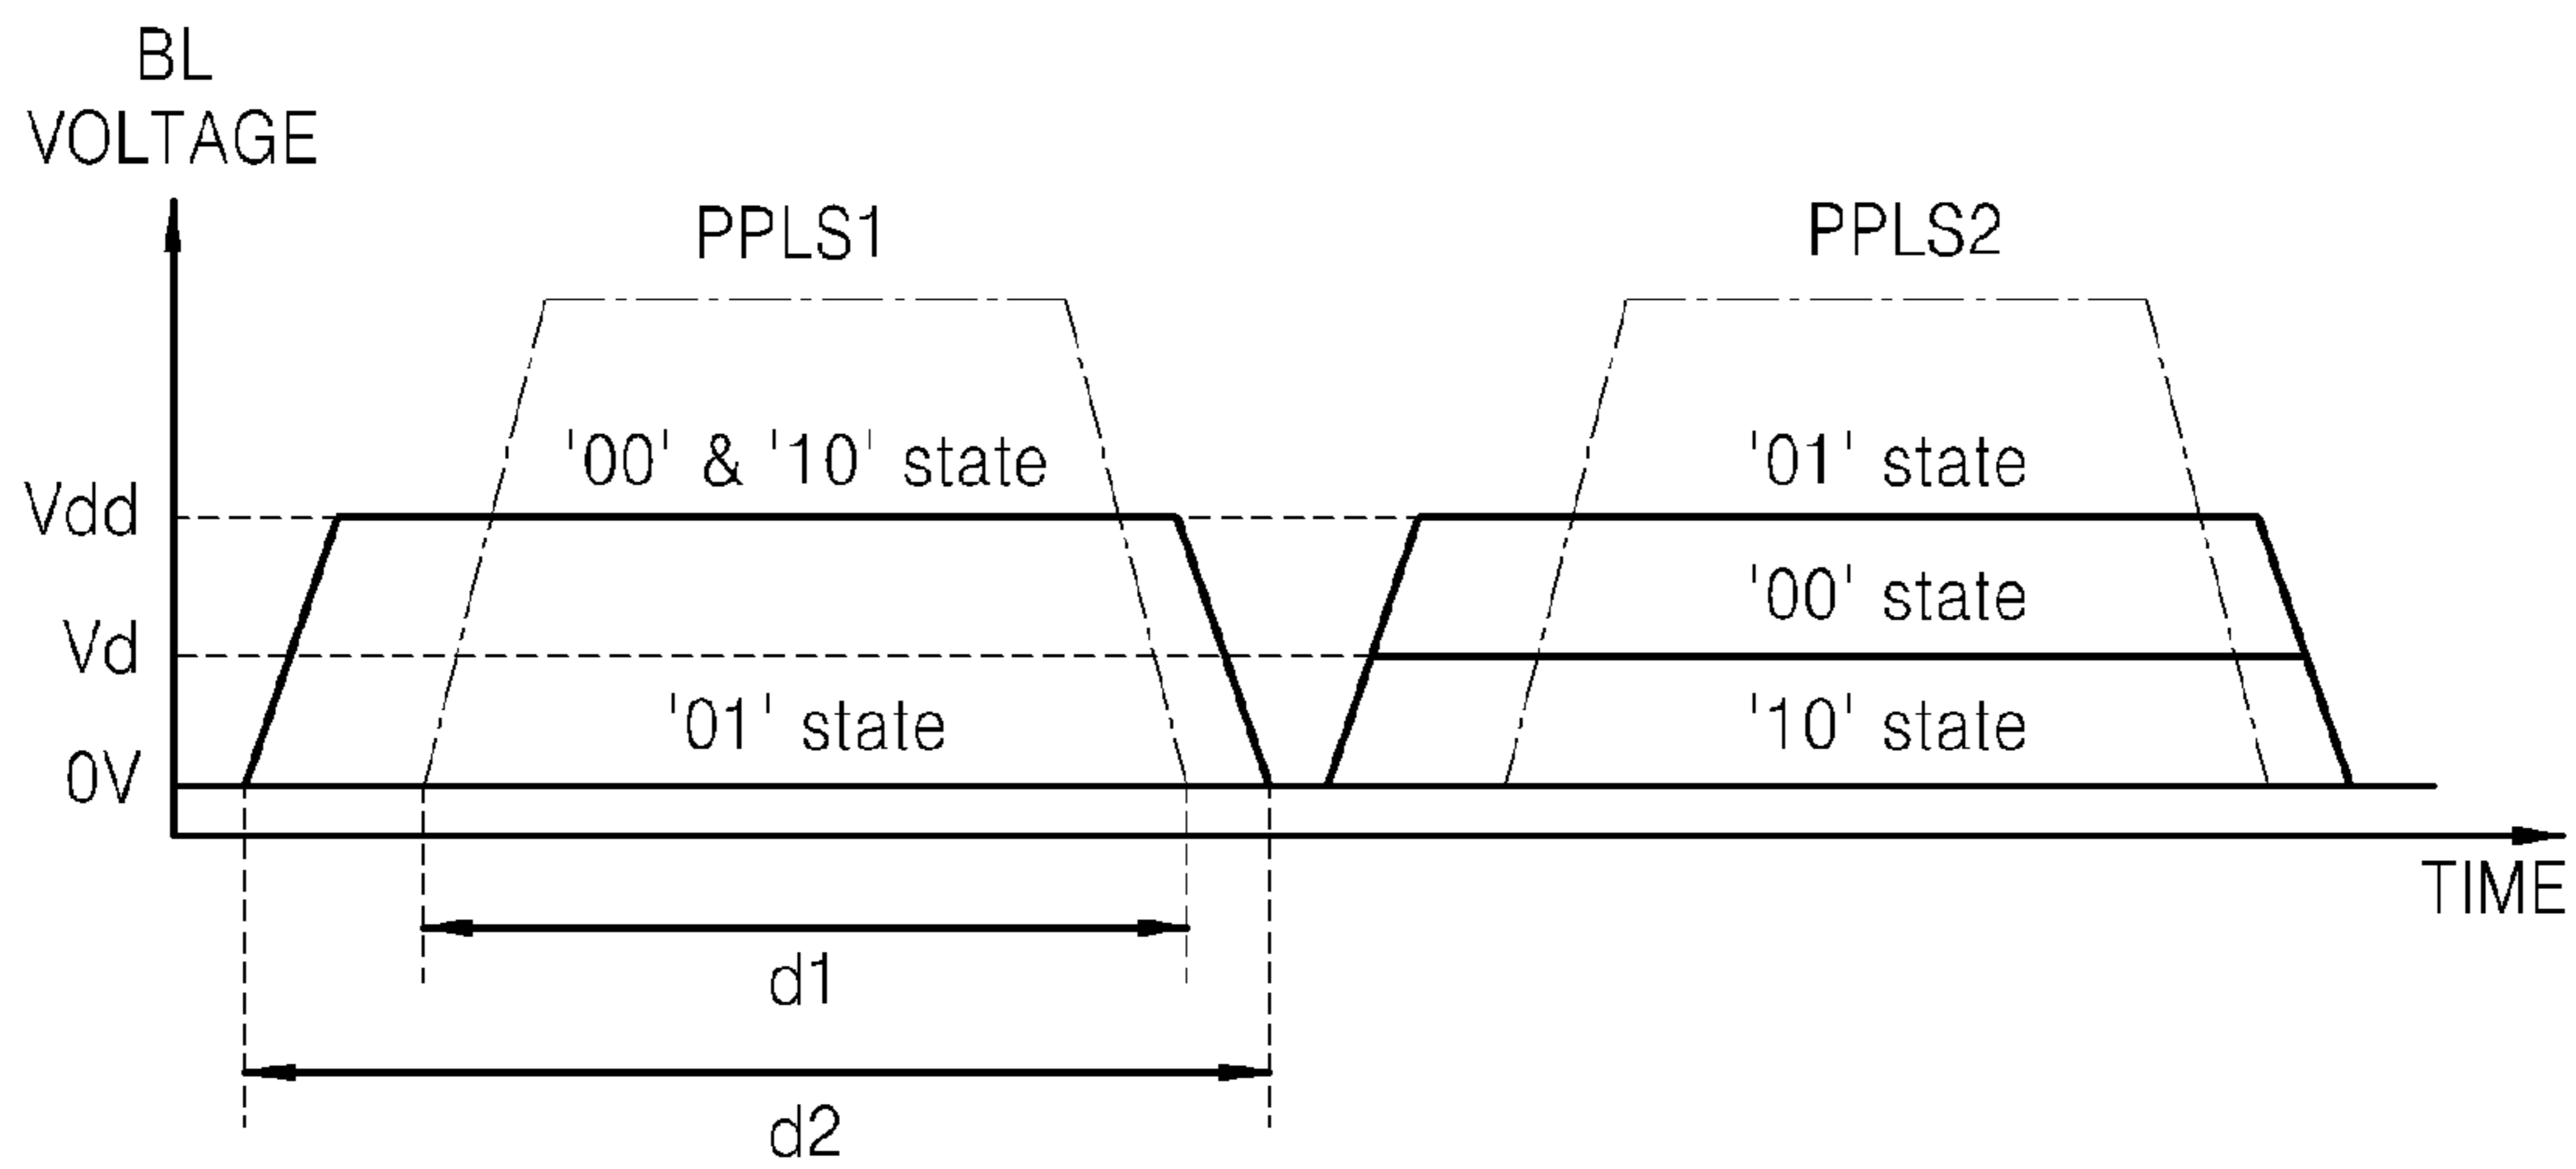 BL
VOLTAGE
PPLS1
PPLS2
'00' & '10' state
'01' state
Vdd
'00' state
Vd
'01' state
'10' state
0V
TIME
d1
d2